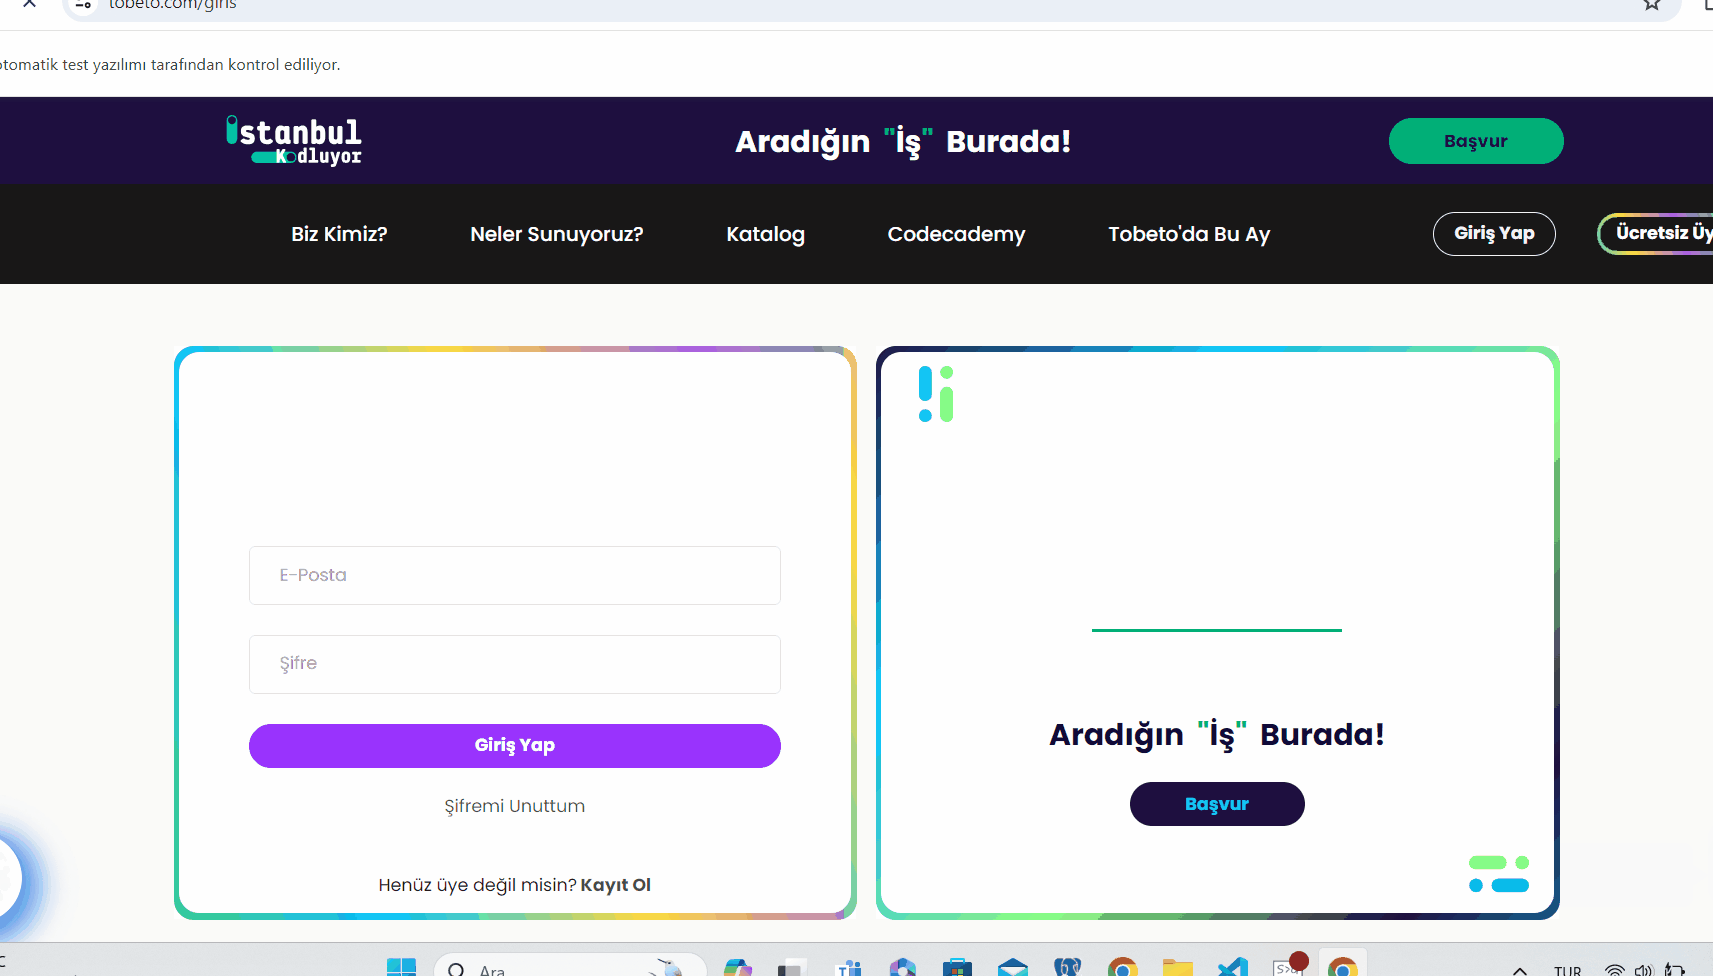 tobeto.com/giris
otomatik test yazılımı tarafından kontrol ediliyor.
istanbul
Kodluyor
Aradığın "İş" Burada!
Başvur
Biz Kimiz?
Neler Sunuyoruz?
Katalog
Codecademy
Tobeto'da Bu Ay
Giriş Yap
Ücretsiz Üy
E-Posta
Şifre
Giriş Yap
Şifremi Unuttum
Henüz üye değil misin? Kayıt Ol
Aradığın "İş" Burada!
Başvur
C
Ara
TUR